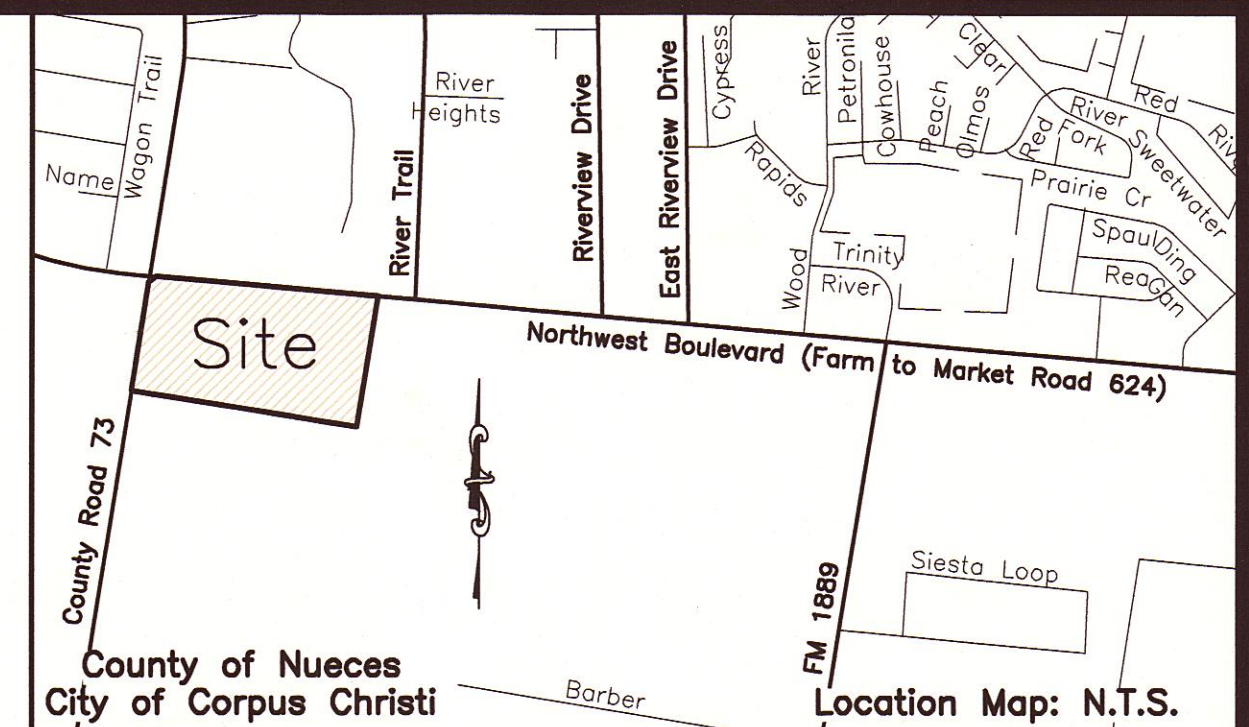 Wagon Trail
Name
River
Heights
River Trail
Riverview Drive
East Riverview Drive
Cypress
Rapids
River
Petronila
Cowhouse
Peach
Olmos
Clear
Red
River
Red
Fork
Sweetwater
Prairie Cr
SpaulDing
ReaGan
Wood
Trinity
River
Site
Northwest Boulevard (Farm to Market Road 624)
County Road 73
FM 1889
Siesta Loop
Barber
County of Nueces
City of Corpus Christi
Location Map: N.T.S.